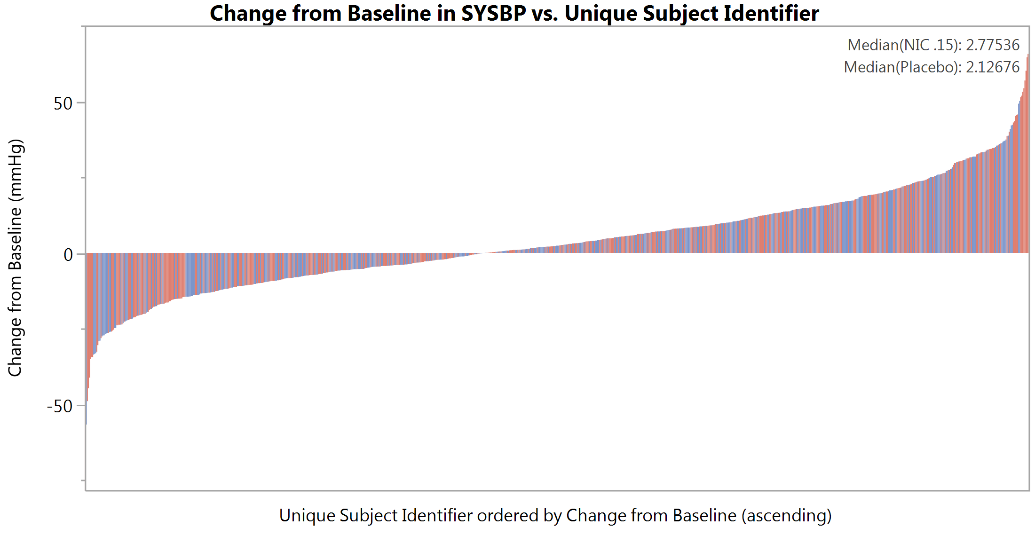 Change from Baseline in SYSBP vs. Unique Subject Identifier
Median(NIC .15): 2.77536
Median(Placebo): 2.12676
50
0
-50
Change from Baseline (mmHg)
Unique Subject Identifier ordered by Change from Baseline (ascending)